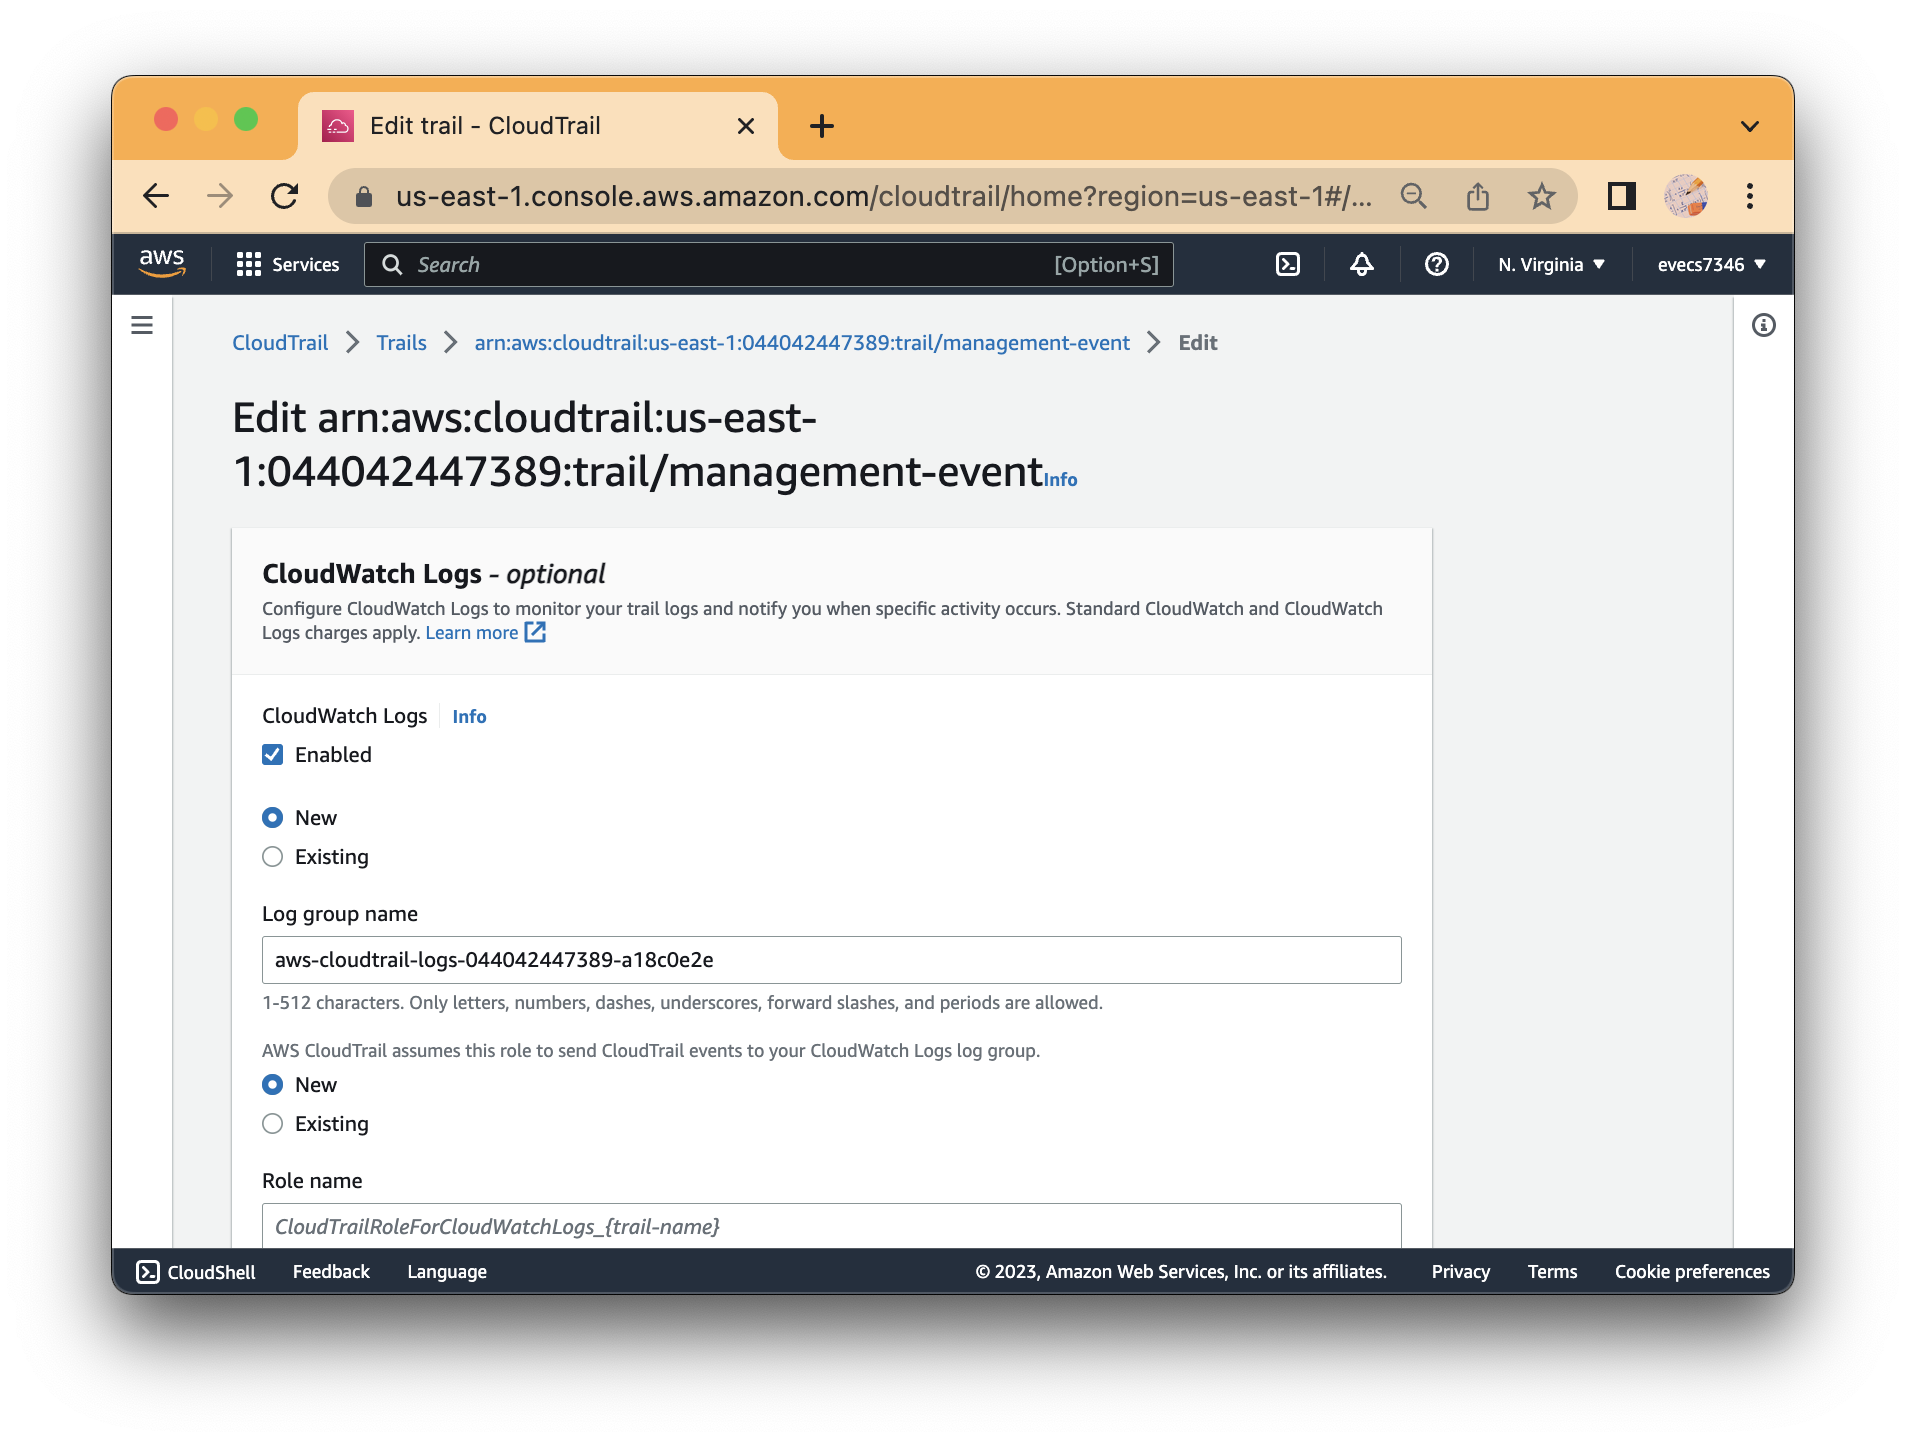 Edit trail - CloudTrail
us-east-1.console.aws.amazon.com/cloudtrail/home?region=us-east-1#/...
aws Services Search [Option+S] N. Virginia evecs7346
CloudTrail Trails arn:aws:cloudtrail:us-east-1:044042447389:trail/management-event Edit
Edit arn:aws:cloudtrail:us-east-
1:044042447389:trail/management-event Info
CloudWatch Logs - optional
Configure CloudWatch Logs to monitor your trail logs and notify you when specific activity occurs. Standard CloudWatch and CloudWatch
Logs charges apply. Learn more
CloudWatch Logs Info
Enabled
New
Existing
Log group name
aws-cloudtrail-logs-044042447389-a18c0e2e
1-512 characters. Only letters, numbers, dashes, underscores, forward slashes, and periods are allowed.
AWS CloudTrail assumes this role to send CloudTrail events to your CloudWatch Logs log group.
New
Existing
Role name
CloudTrailRoleForCloudWatchLogs_{trail-name}
CloudShell Feedback Language © 2023, Amazon Web Services, Inc. or its affiliates. Privacy Terms Cookie preferences